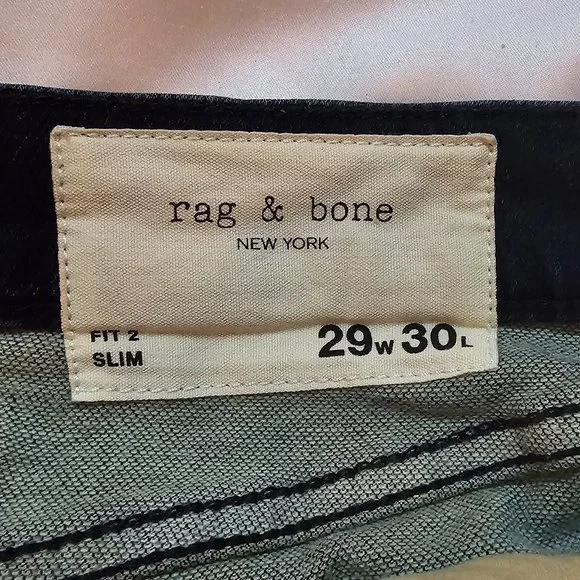 rag & bone
NEW YORK
FIT 2
SLIM
29W 30L